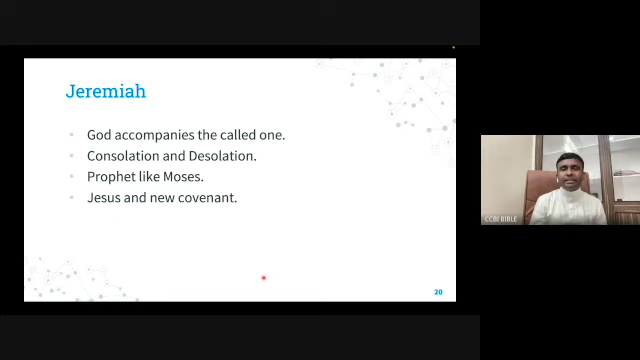 Jeremiah
God accompanies the called one.
Consolation and Desolation.
Prophet like Moses.
Jesus and new covenant.
20
CCBI BIBLE